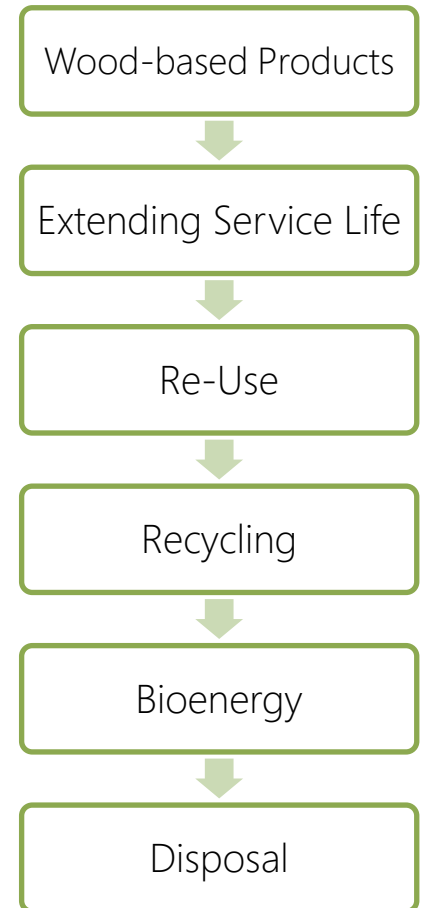 Wood-based Products
Extending Service Life
Re-Use
Recycling
Bioenergy
Disposal